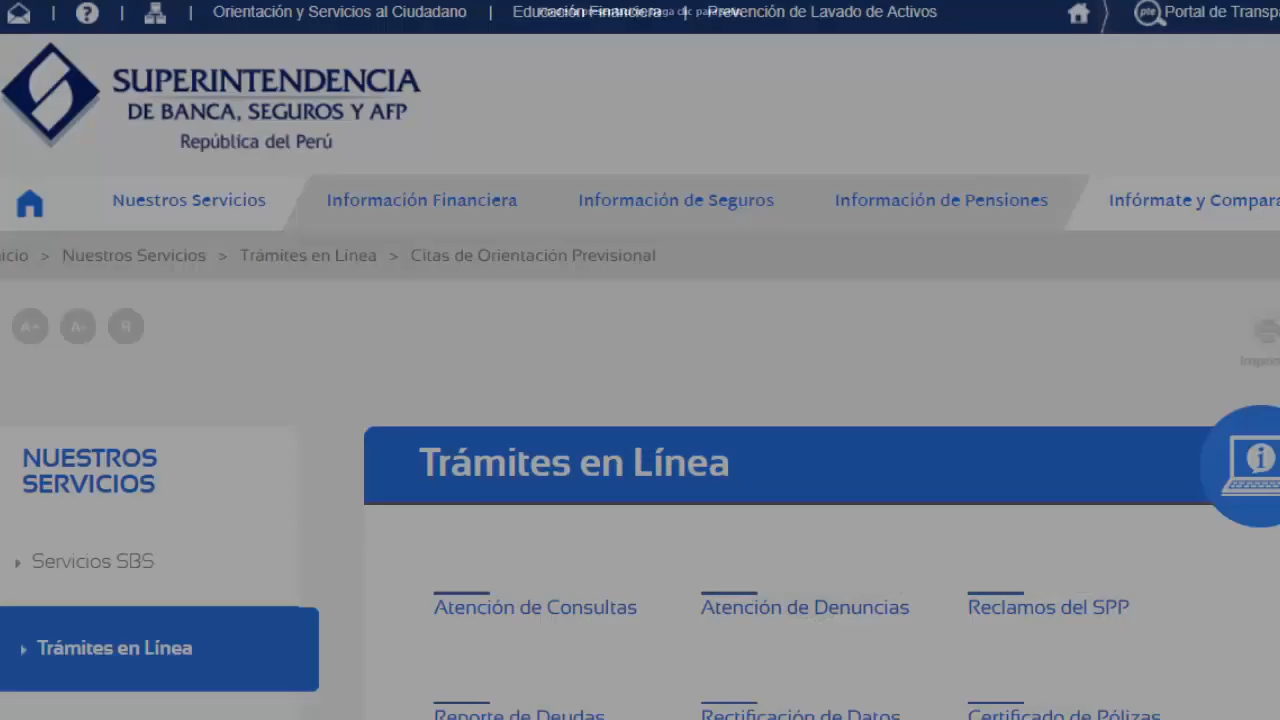 | ? | | Orientación y Servicios al Ciudadano | Educación Financiera | Prevención de Lavado de Activos pte Portal de Transp
SUPERINTENDENCIA
DE BANCA, SEGUROS Y AFP
República del Perú
Nuestros Servicios Información Financiera Información de Seguros Información de Pensiones Infórmate y Compara
icio > Nuestros Servicios > Trámites en Línea > Citas de Orientación Previsional
A+ A- R
Impri
NUESTROS
SERVICIOS
Trámites en Línea
Servicios SBS
Atención de Consultas Atención de Denuncias Reclamos del SPP
Trámites en Línea
Reporte de Deudas Rectificación de Datos Certificado de Pólizas